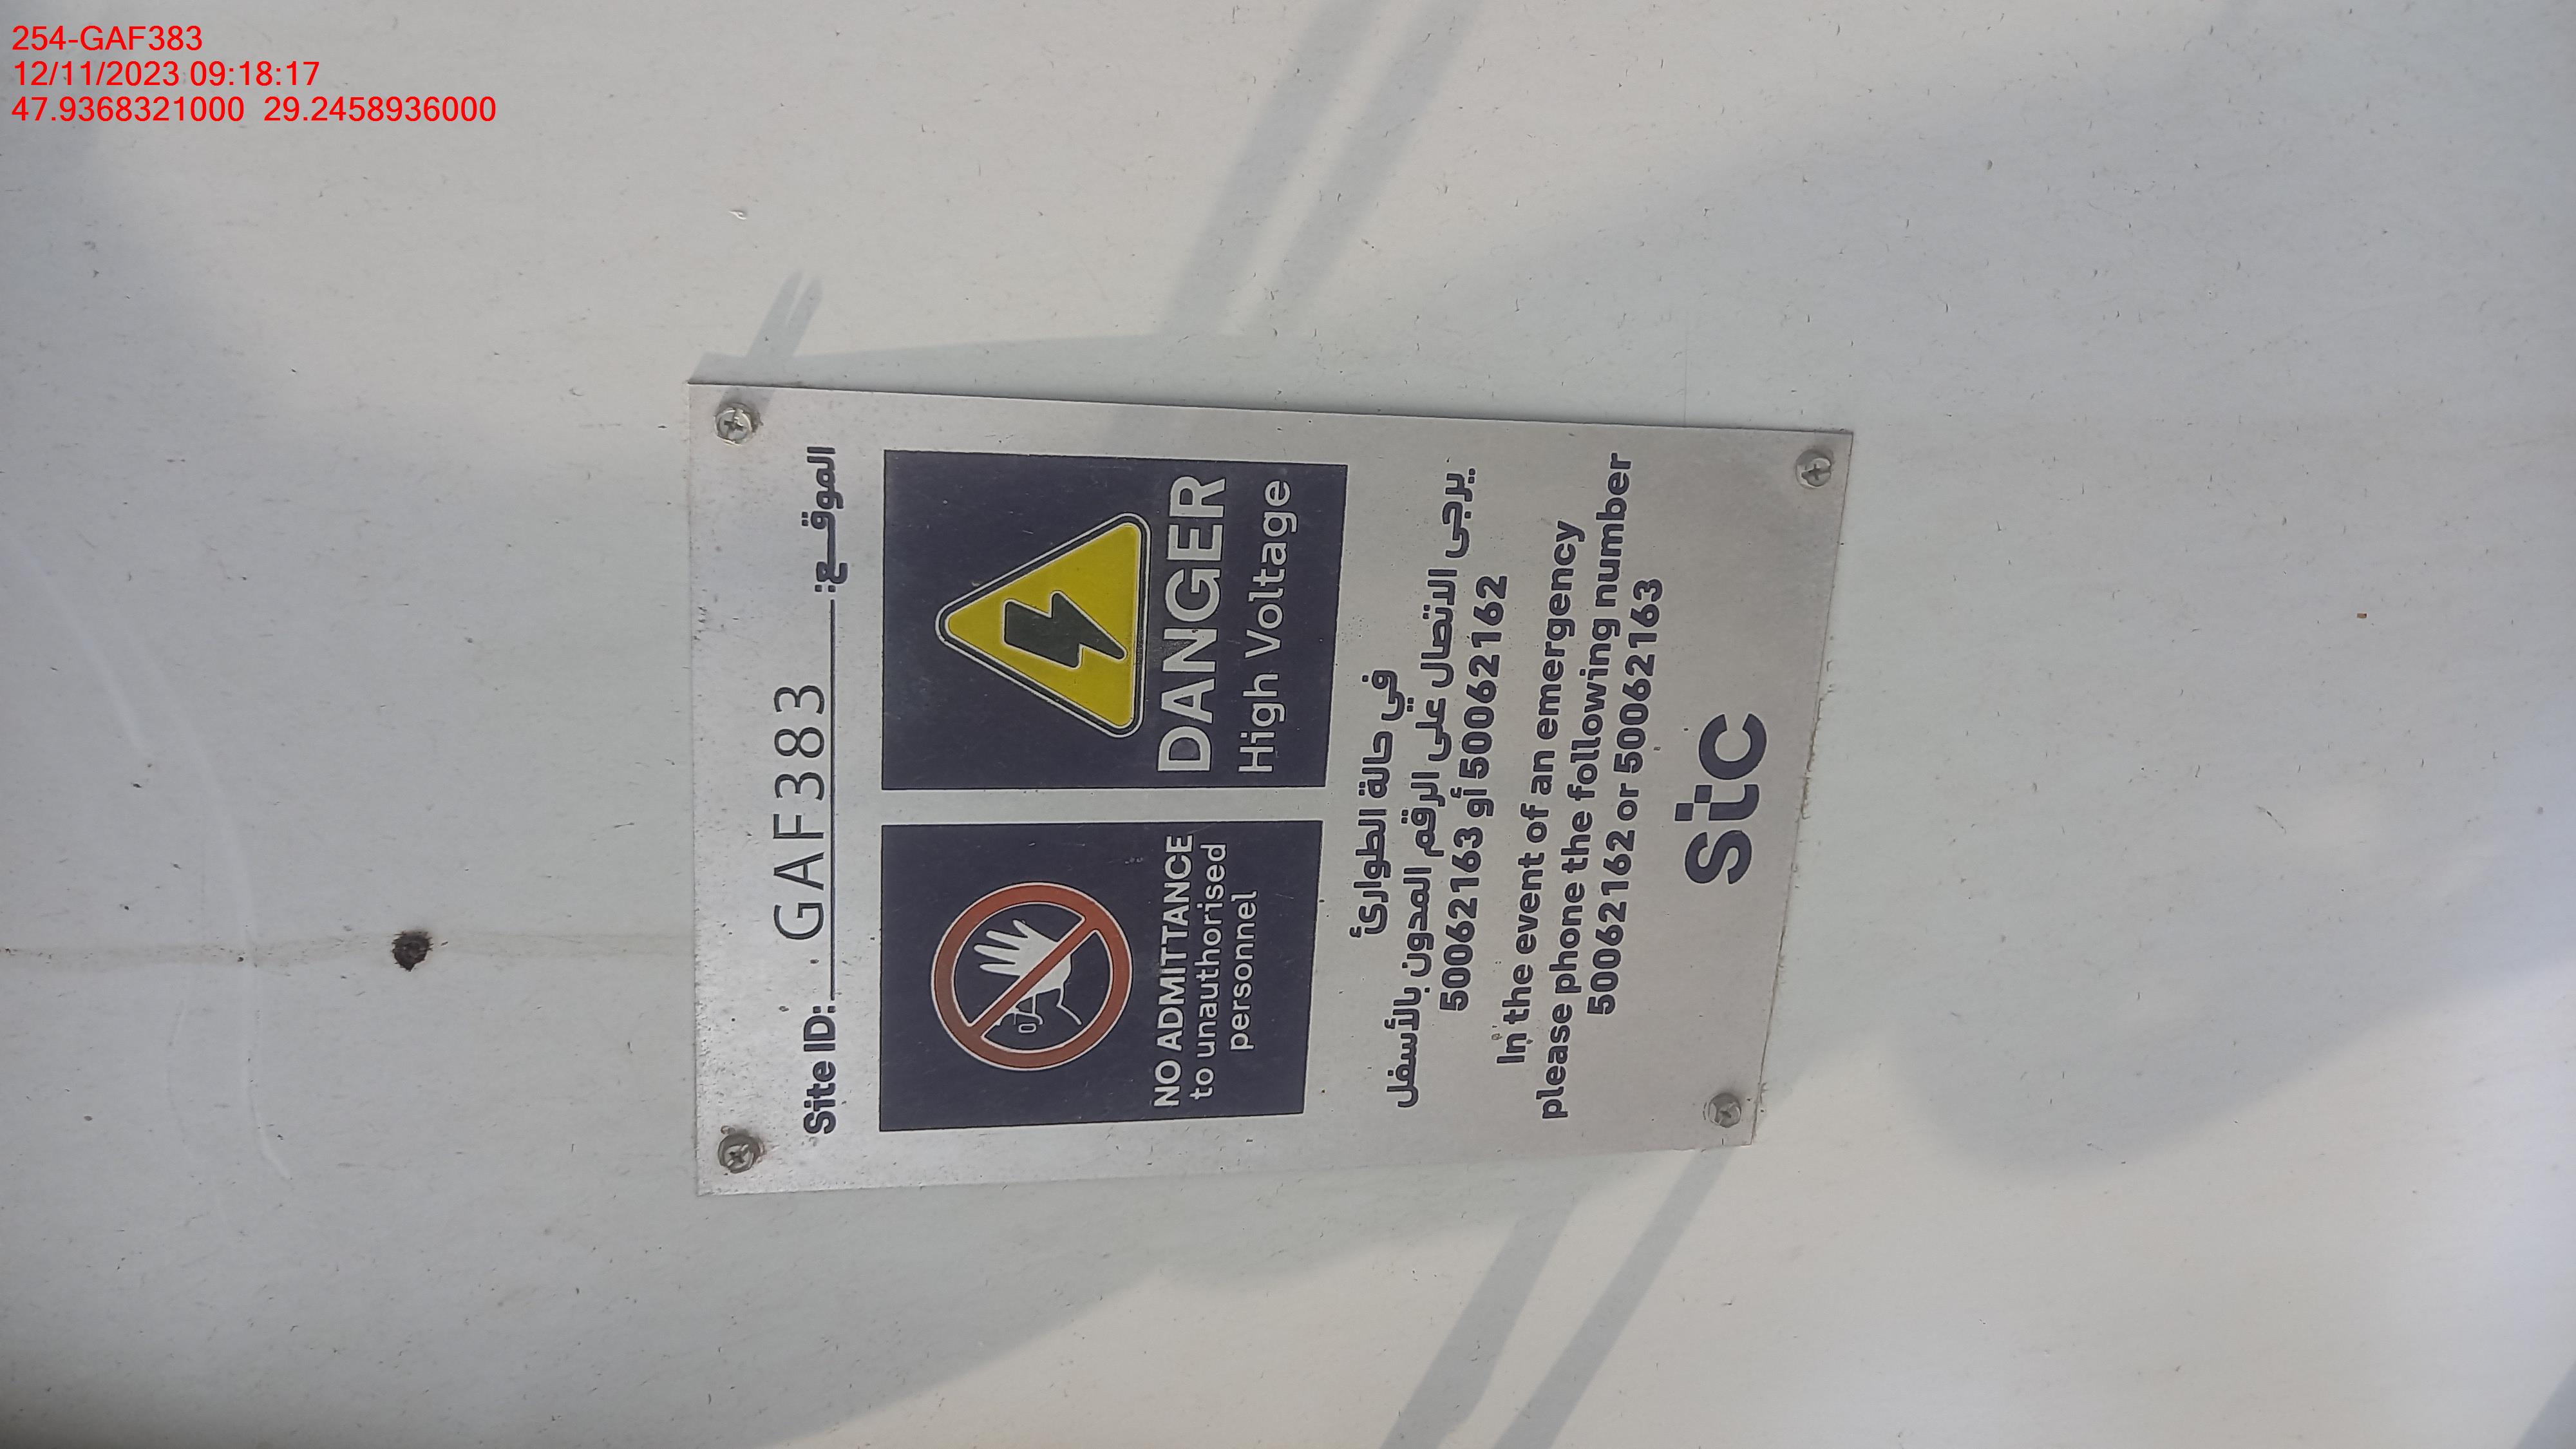 254-GAF383
12/11/2023 09:18:17
47.9368321000 29.2458936000
Site ID: GAF383 الموقـــع:
NO ADMITTANCE
to unauthorised
personnel
DANGER
High Voltage
في حالة الطوارئ
يرجى الاتصال على الرقم المدون بالأسفل
50062163 أو 50062162
In the event of an emergency
please phone the following number
50062162 or 50062163
stc